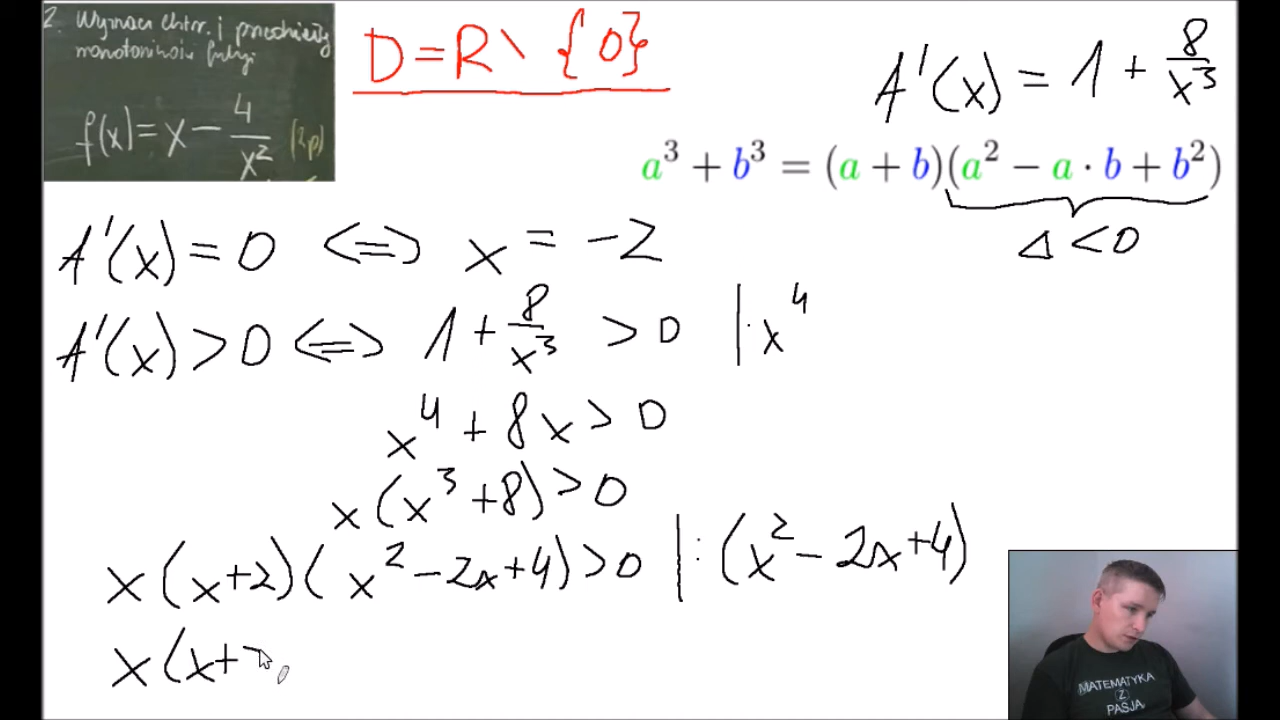 2. Wyznacz ekstr. i przedziały
monotoniczności funkcji
f(x) = x − 4/x² (2p)
D = R \ {0}
f'(x) = 1 + 8/x³
a³ + b³ = (a + b)(a² − a · b + b²)
Δ < 0
f'(x) = 0 <=> x = −2
f'(x) > 0 <=> 1 + 8/x³ > 0 | · x⁴
x⁴ + 8x > 0
x(x³ + 8) > 0
x(x+2)(x² − 2x + 4) > 0 | : (x² − 2x + 4)
x(x+
MATEMATYKA
Z
PASJĄ